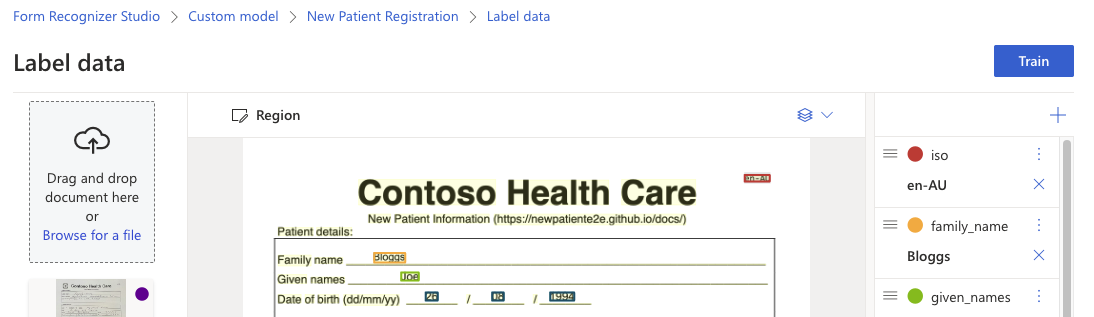 Form Recognizer Studio > Custom model > New Patient Registration > Label data
Label data
Train
Drag and drop
document here
or
Browse for a file
Region
en-AU
Contoso Health Care
New Patient Information (https://newpatiente2e.github.io/docs/)
Patient details:
Family name Bloggs
Given names Joe
Date of birth (dd/mm/yy) 26 / 08 / 1994
iso
en-AU
family_name
Bloggs
given_names
Contoso Health Care